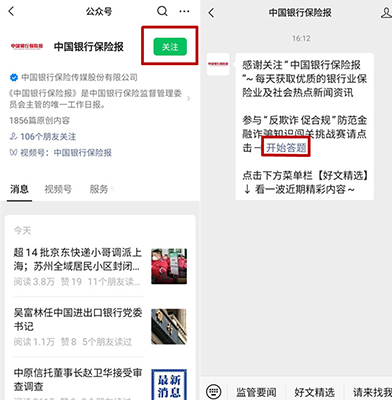 公众号
中国银行保险报
中国银行保险报
关注
中国银行保险传媒股份有限公司
《中国银行保险报》是中国银行保险监督管理委
员会主管的唯一工作日报。
1856篇原创内容
106个朋友关注
视频号：中国银行保险报
消息
视频号
服务
今天
超 14 批京东快递小哥调派上
海；苏州全域居民小区封闭...
阅读 3.8万 赞 19 11个朋友读过
吴富林任中国进出口银行党委
书记
阅读 1.1万 赞 8 5个朋友读过
中原信托董事长赵卫华接受审
查调查
最新
消息
中国银行保险报
16:12
感谢关注“中国银行保险报
”~ 每天获取优质的银行业保
险业及社会热点新闻资讯
参与“反欺诈 促合规”防范金
融诈骗知识闯关挑战赛请点
击→开始答题
点击下方菜单栏【好文精选】
↓ 看一波近期精彩内容~
监管要闻
好文精选
请来找我